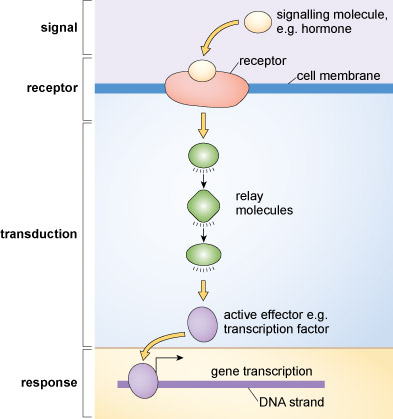 signal
signalling molecule,
e.g. hormone
receptor
receptor
cell membrane
transduction
relay
molecules
active effector e.g.
transcription factor
response
gene transcription
DNA strand